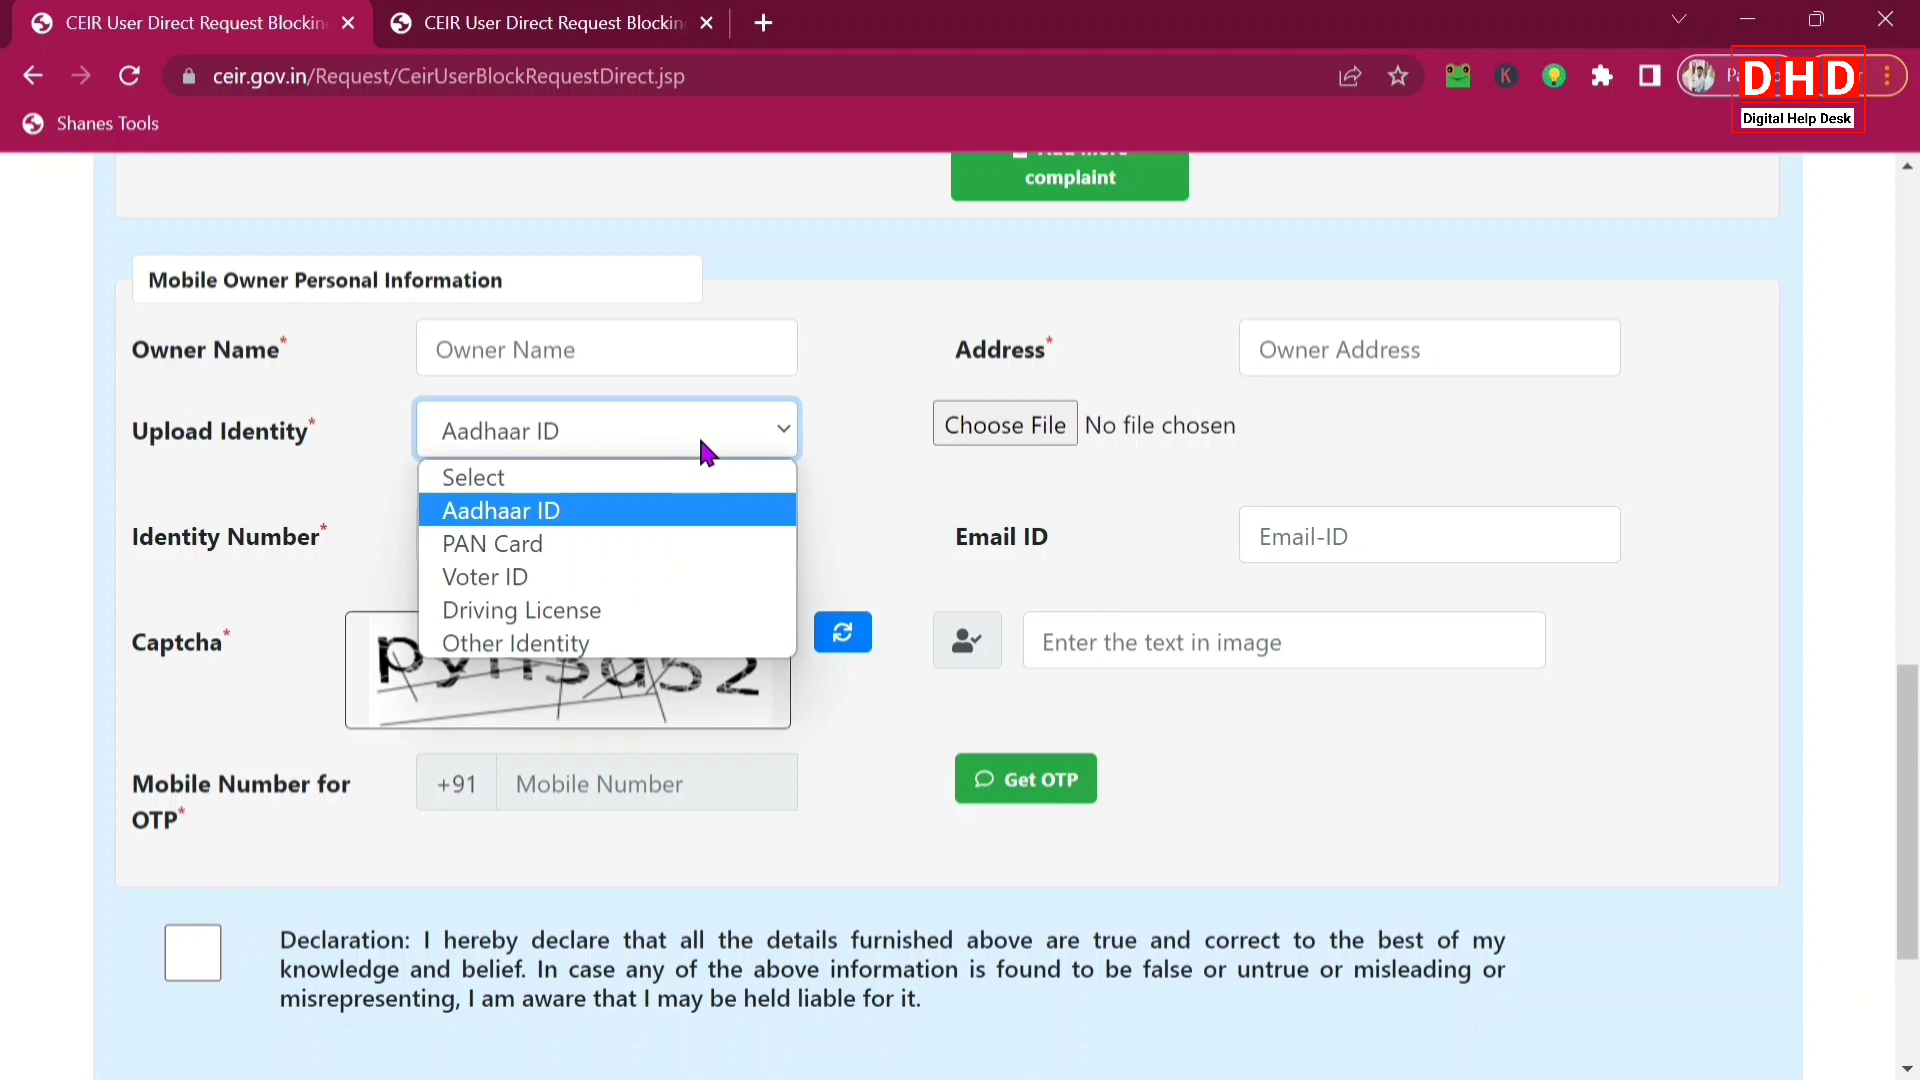 CEIR User Direct Request Blockin
CEIR User Direct Request Blockin
ceir.gov.in/Request/CeirUserBlockRequestDirect.jsp
K
DHD
Digital Help Desk
Shanes Tools
complaint
Mobile Owner Personal Information
Owner Name*
Owner Name
Address*
Owner Address
Upload Identity*
Aadhaar ID
Choose File
No file chosen
Select
Aadhaar ID
PAN Card
Voter ID
Driving License
Other Identity
Identity Number*
Email ID
Email-ID
Captcha*
Enter the text in image
Mobile Number for
OTP*
+91
Mobile Number
Get OTP
Declaration: I hereby declare that all the details furnished above are true and correct to the best of my
knowledge and belief. In case any of the above information is found to be false or untrue or misleading or
misrepresenting, I am aware that I may be held liable for it.